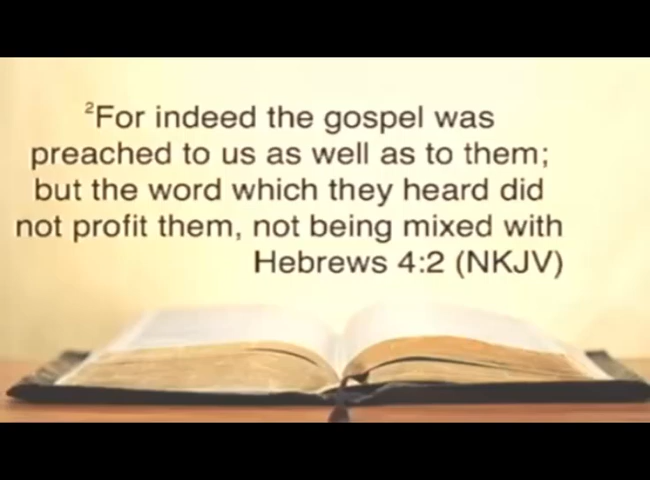 ²For indeed the gospel was
preached to us as well as to them;
but the word which they heard did
not profit them, not being mixed with
Hebrews 4:2 (NKJV)